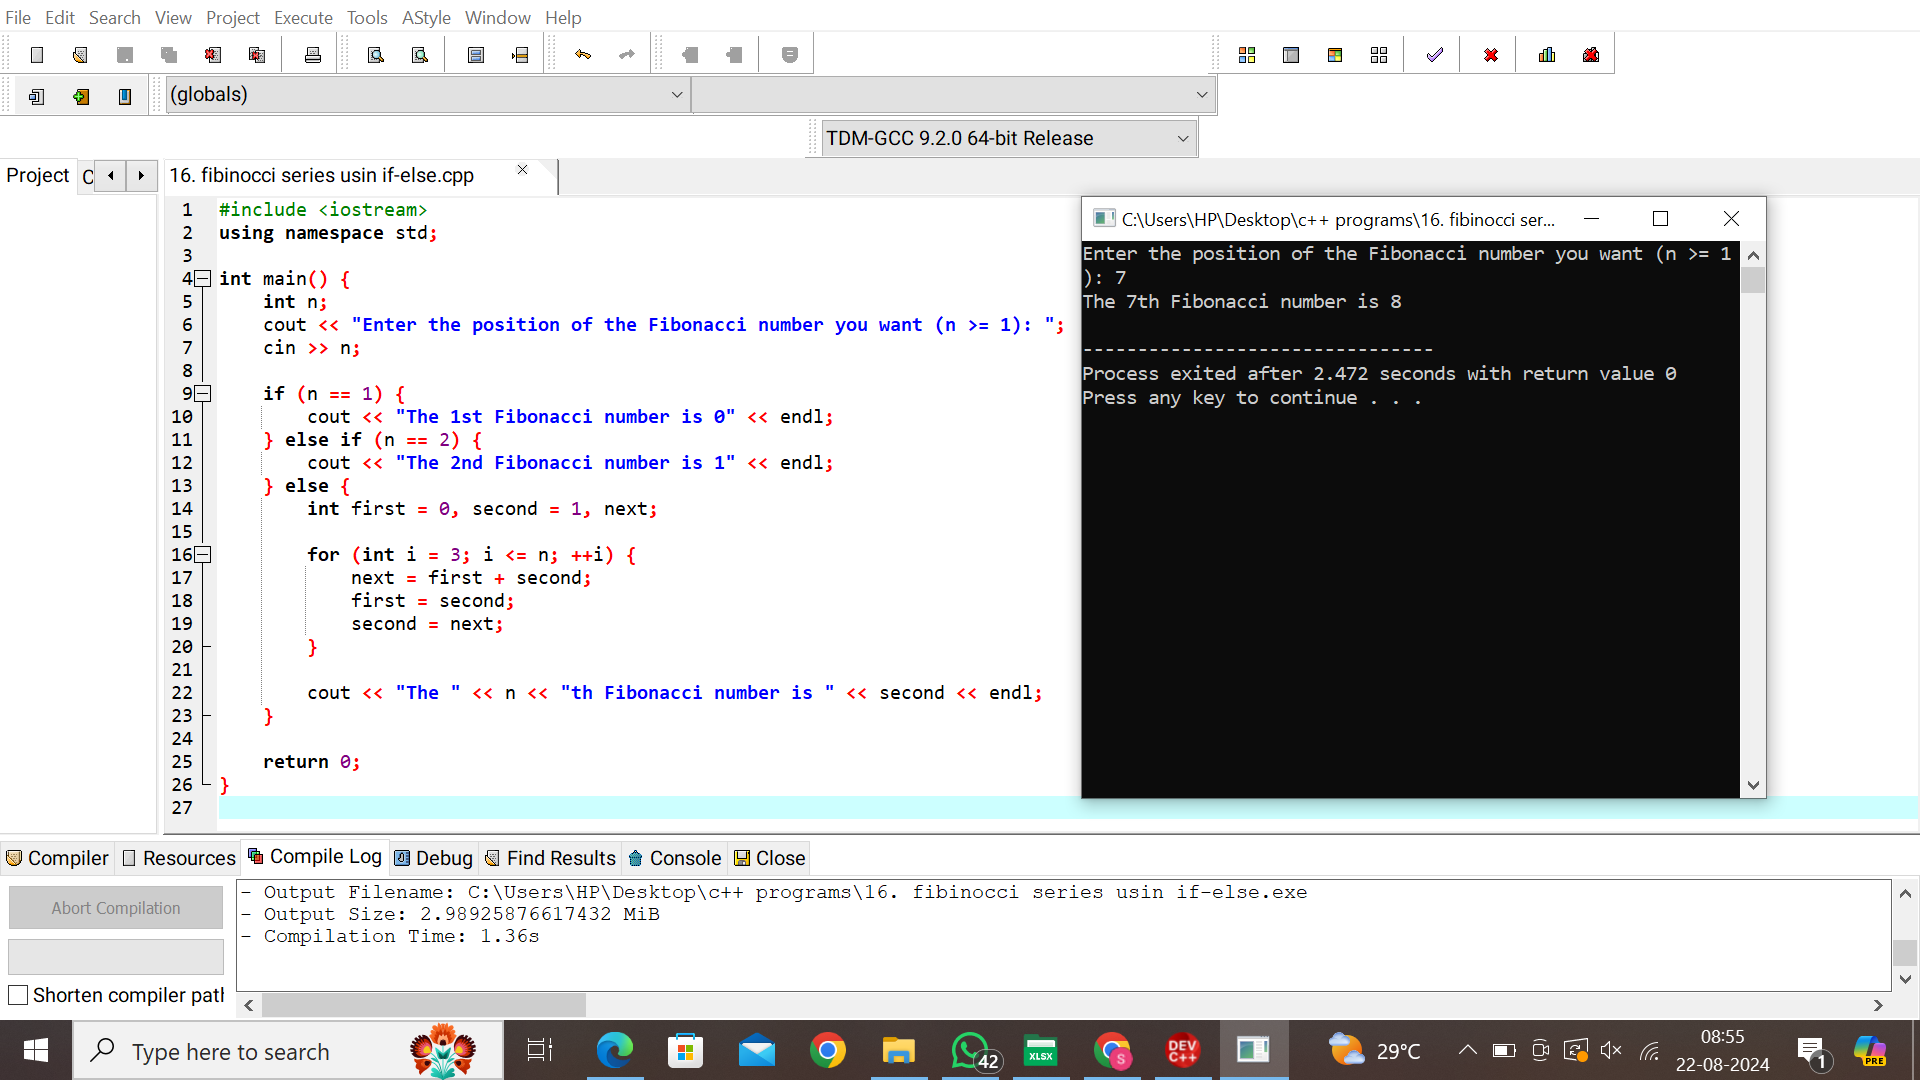 File Edit Search View Project Execute Tools AStyle Window Help
(globals)
TDM-GCC 9.2.0 64-bit Release
Project C
16. fibinocci series usin if-else.cpp
1 #include <iostream>
2 using namespace std;
3
4 int main() {
5 int n;
6 cout << "Enter the position of the Fibonacci number you want (n >= 1): ";
7 cin >> n;
8
9 if (n == 1) {
10 cout << "The 1st Fibonacci number is 0" << endl;
11 } else if (n == 2) {
12 cout << "The 2nd Fibonacci number is 1" << endl;
13 } else {
14 int first = 0, second = 1, next;
15
16 for (int i = 3; i <= n; ++i) {
17 next = first + second;
18 first = second;
19 second = next;
20 }
21
22 cout << "The " << n << "th Fibonacci number is " << second << endl;
23 }
24
25 return 0;
26 }
27
C:\Users\HP\Desktop\c++ programs\16. fibinocci ser...
Enter the position of the Fibonacci number you want (n >= 1
): 7
The 7th Fibonacci number is 8
--------------------------------
Process exited after 2.472 seconds with return value 0
Press any key to continue . . .
Compiler Resources Compile Log Debug Find Results Console Close
Abort Compilation
Shorten compiler path
- Output Filename: C:\Users\HP\Desktop\c++ programs\16. fibinocci series usin if-else.exe
- Output Size: 2.98925876617432 MiB
- Compilation Time: 1.36s
Type here to search
42
XLSX
S
DEV
C++
29°C
08:55
22-08-2024
1
PRE